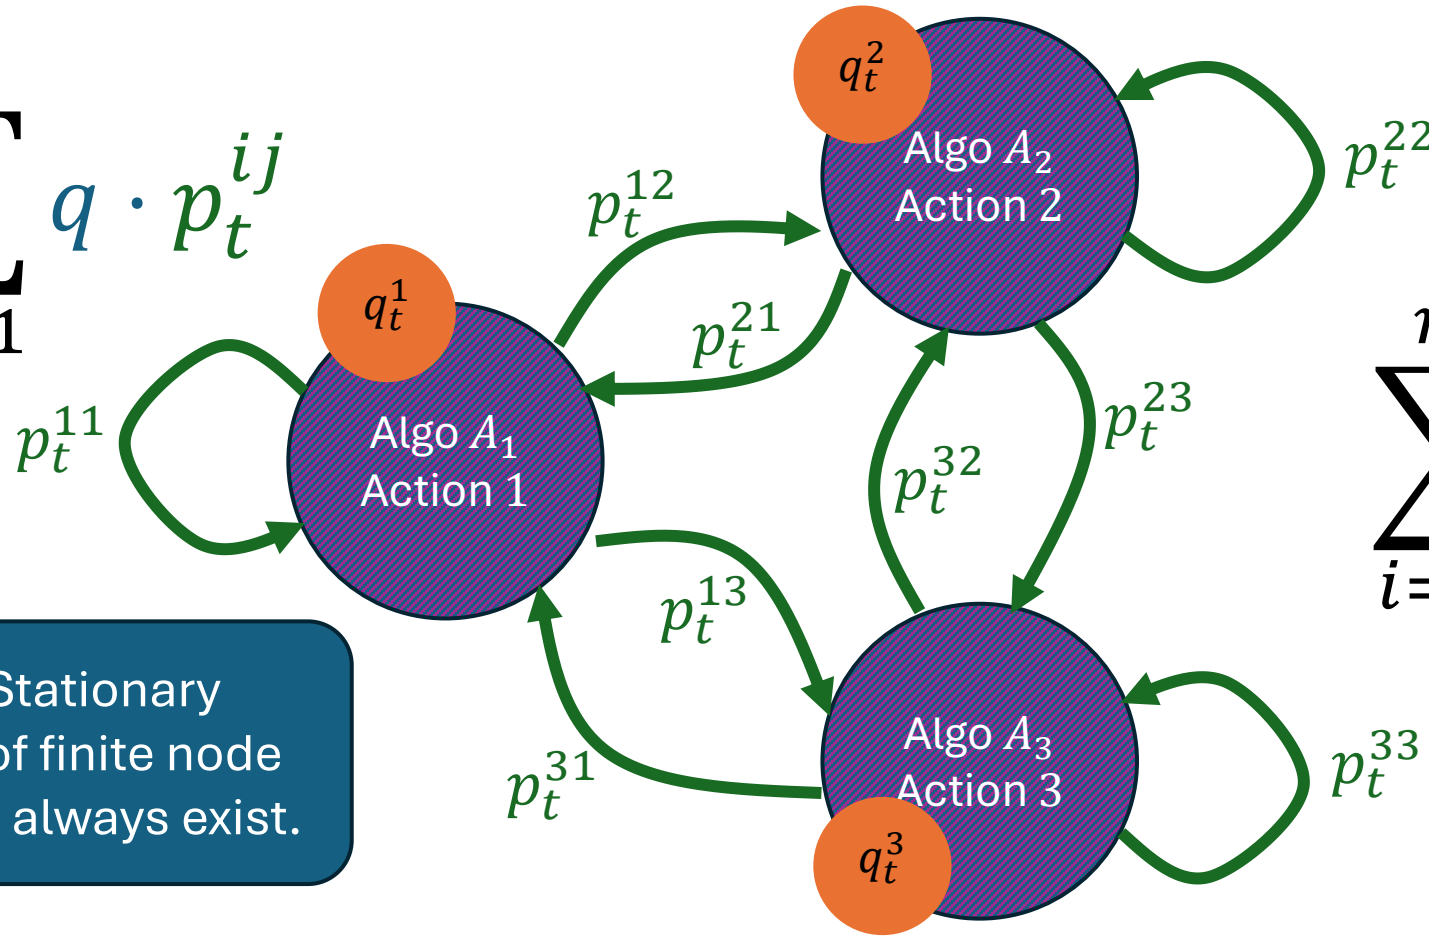 q · p_t^{ij}
1
q_t^1
Algo A_1
Action 1
q_t^2
Algo A_2
Action 2
q_t^3
Algo A_3
Action 3
p_t^{11}
p_t^{12}
p_t^{21}
p_t^{22}
p_t^{13}
p_t^{31}
p_t^{32}
p_t^{23}
p_t^{33}
∑
i=
Stationary
of finite node
always exist.